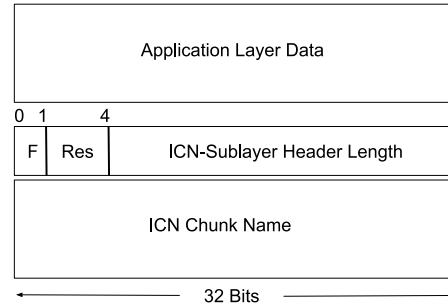 Application Layer Data
0 1 4
F Res ICN-Sublayer Header Length
ICN Chunk Name
32 Bits